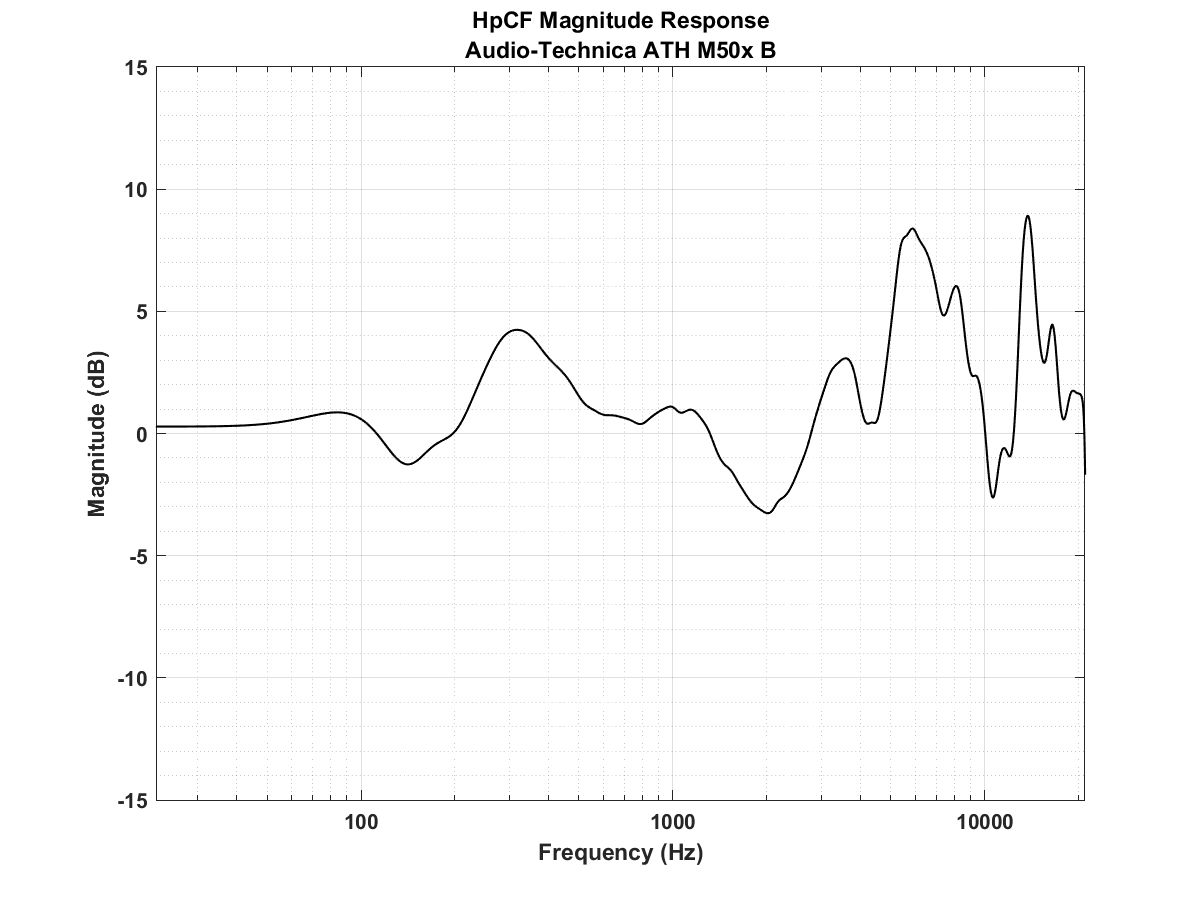 HpCF Magnitude Response
Audio-Technica ATH M50x B
15
10
5
0
-5
-10
-15
Magnitude (dB)
100
1000
10000
Frequency (Hz)